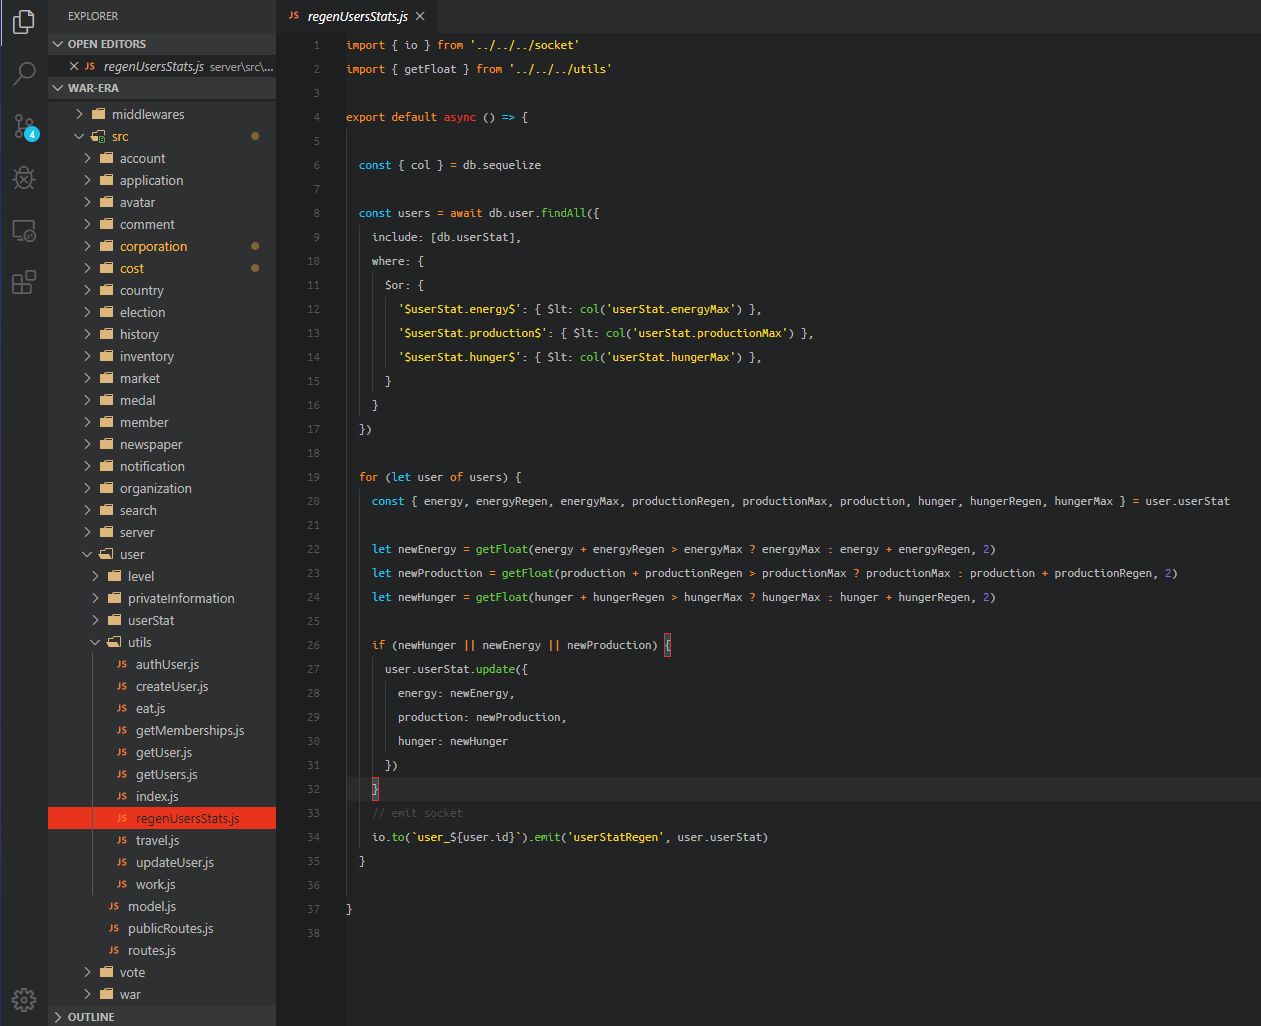 EXPLORER
OPEN EDITORS
JS regenUsersStats.js server\src\...
WAR-ERA
middlewares
src
account
application
avatar
comment
corporation
cost
country
election
history
inventory
market
medal
member
newspaper
notification
organization
search
server
user
level
privateInformation
userStat
utils
JS authUser.js
JS createUser.js
JS eat.js
JS getMemberships.js
JS getUser.js
JS getUsers.js
JS index.js
JS regenUsersStats.js
JS travel.js
JS updateUser.js
JS work.js
JS model.js
JS publicRoutes.js
JS routes.js
vote
war
OUTLINE
4
JS regenUsersStats.js
1 import { io } from '../../../socket'
2 import { getFloat } from '../../../utils'
3
4 export default async () => {
5
6 const { col } = db.sequelize
7
8 const users = await db.user.findAll({
9 include: [db.userStat],
10 where: {
11 $or: {
12 '$userStat.energy$': { $lt: col('userStat.energyMax') },
13 '$userStat.production$': { $lt: col('userStat.productionMax') },
14 '$userStat.hunger$': { $lt: col('userStat.hungerMax') },
15 }
16 }
17 })
18
19 for (let user of users) {
20 const { energy, energyRegen, energyMax, productionRegen, productionMax, production, hunger, hungerRegen, hungerMax } = user.userStat
21
22 let newEnergy = getFloat(energy + energyRegen > energyMax ? energyMax : energy + energyRegen, 2)
23 let newProduction = getFloat(production + productionRegen > productionMax ? productionMax : production + productionRegen, 2)
24 let newHunger = getFloat(hunger + hungerRegen > hungerMax ? hungerMax : hunger + hungerRegen, 2)
25
26 if (newHunger || newEnergy || newProduction) {
27 user.userStat.update({
28 energy: newEnergy,
29 production: newProduction,
30 hunger: newHunger
31 })
32 }
33 // emit socket
34 io.to(`user_${user.id}`).emit('userStatRegen', user.userStat)
35 }
36
37 }
38